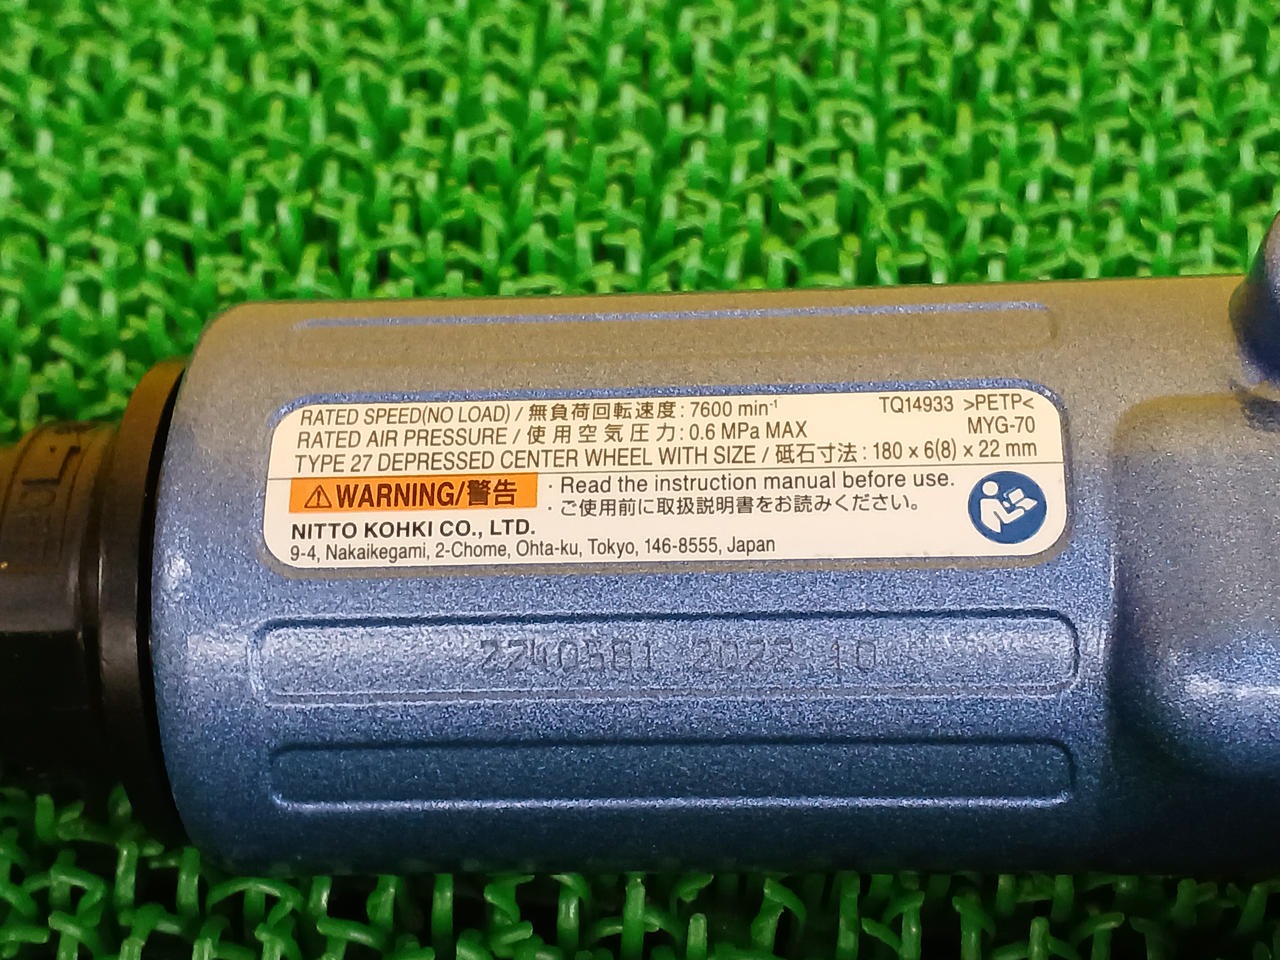 RATED SPEED(NO LOAD) / 無負荷回転速度 : 7600 min⁻¹ TQ14933 >PETP<
RATED AIR PRESSURE / 使用空気圧力 : 0.6 MPa MAX MYG-70
TYPE 27 DEPRESSED CENTER WHEEL WITH SIZE / 砥石寸法 : 180 × 6(8) × 22 mm
⚠WARNING/警告 · Read the instruction manual before use.
· ご使用前に取扱説明書をお読みください。
NITTO KOHKI CO., LTD.
9-4, Nakaikegami, 2-Chome, Ohta-ku, Tokyo, 146-8555, Japan
2022 10